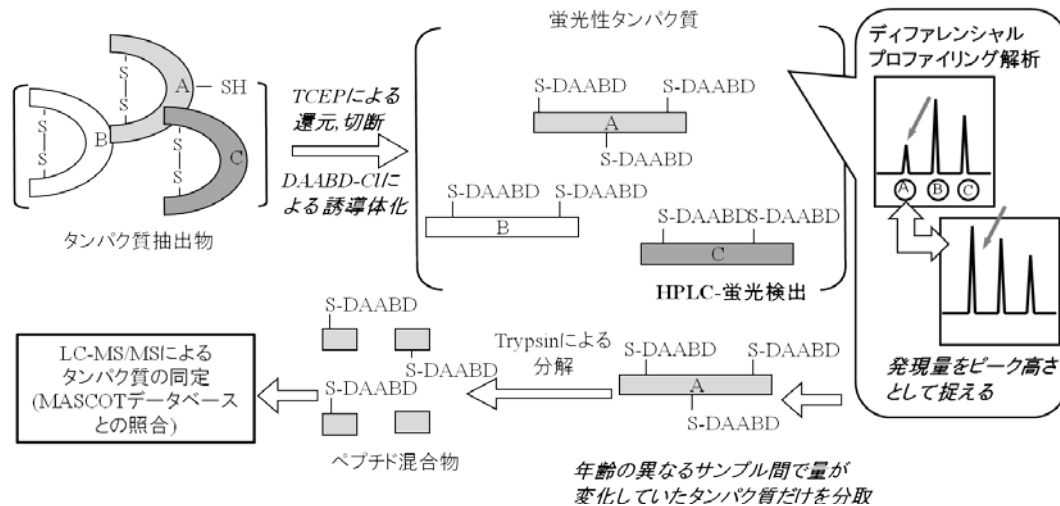 蛍光性タンパク質
S
S
A
SH
B
S
S
S
S
C
タンパク質抽出物
TCEPによる
還元,切断
DAABD-Clに
よる誘導体化
S-DAABD
S-DAABD
A
S-DAABD
S-DAABD
S-DAABD
B
S-DAABD
S-DAABD
C
HPLC-蛍光検出
ディファレンシャル
プロファイリング解析
A
B
C
発現量をピーク高さ
として捉える
S-DAABD
S-DAABD
A
S-DAABD
年齢の異なるサンプル間で量が
変化していたタンパク質だけを分取
Trypsinによる
分解
S-DAABD
S-DAABD
S-DAABD
ペプチド混合物
LC-MS/MSによる
タンパク質の同定
(MASCOTデータベース
との照合)